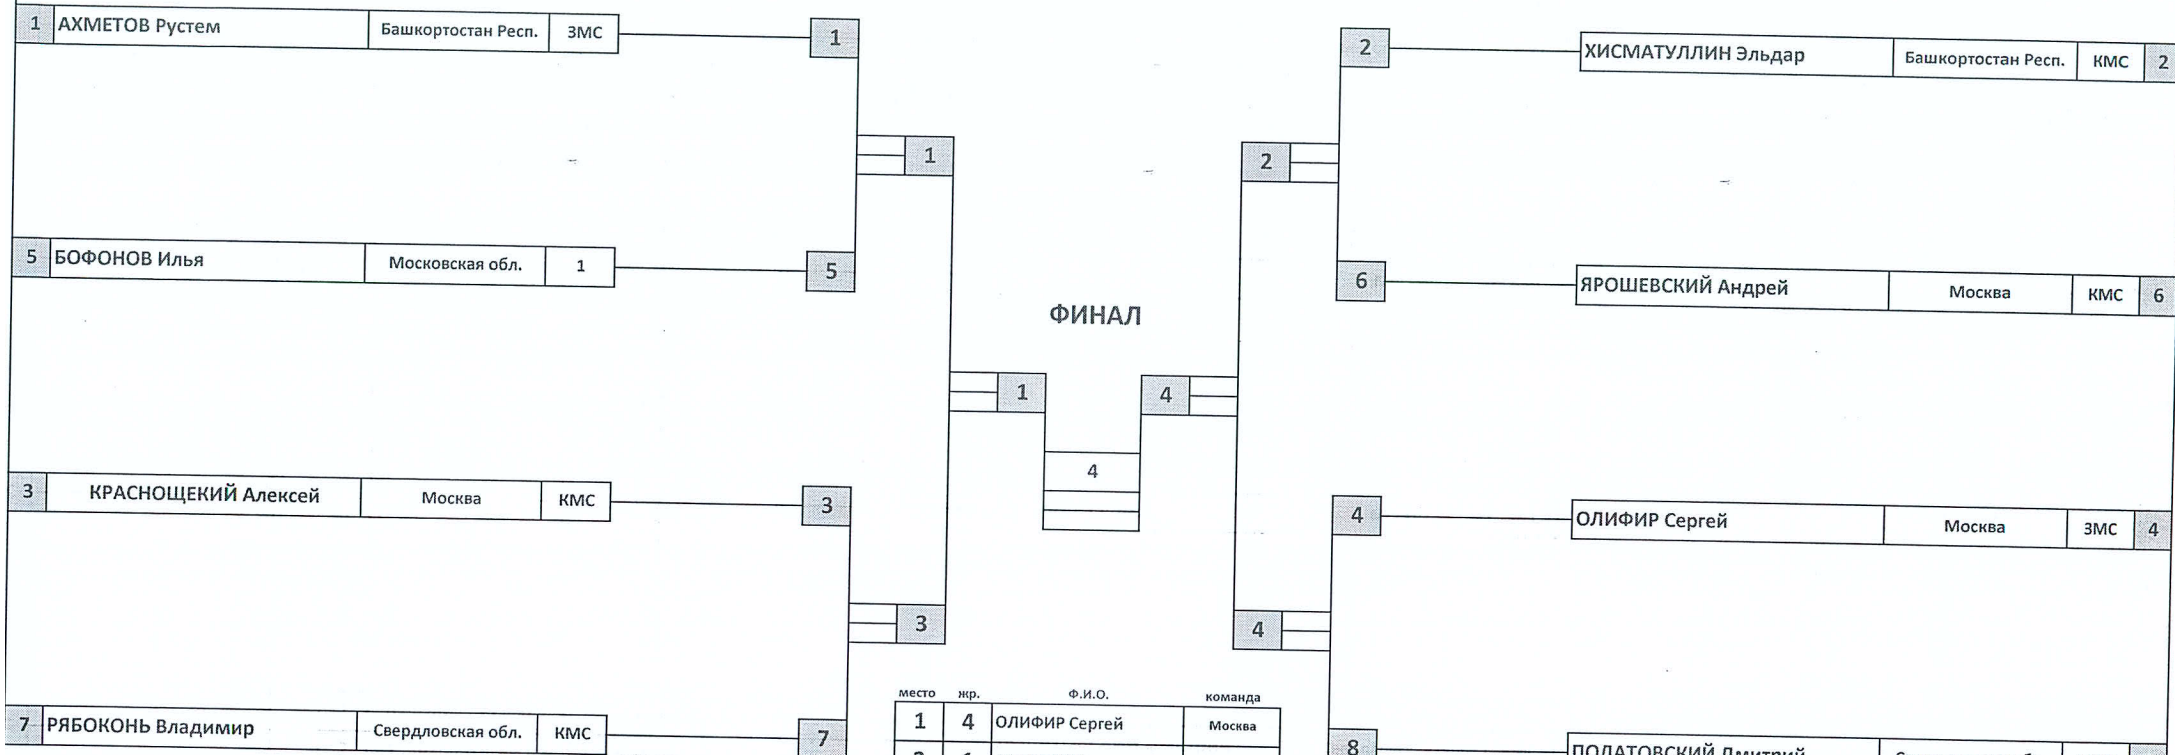 1 АХМЕТОВ Рустем Башкортостан Респ. ЗМС 1
2 ХИСМАТУЛЛИН Эльдар Башкортостан Респ. КМС 2
1
2
5 БОФОНОВ Илья Московская обл. 1 5
6 ЯРОШЕВСКИЙ Андрей Москва КМС 6
ФИНАЛ
1
4
4
3 КРАСНОЩЕКИЙ Алексей Москва КМС 3
4 ОЛИФИР Сергей Москва ЗМС 4
3
4
место жр. Ф.И.О. команда
1 4 ОЛИФИР Сергей Москва
7 РЯБОКОНЬ Владимир Свердловская обл. КМС 7
8 ПОЛАТОВСКИЙ Дмитрий